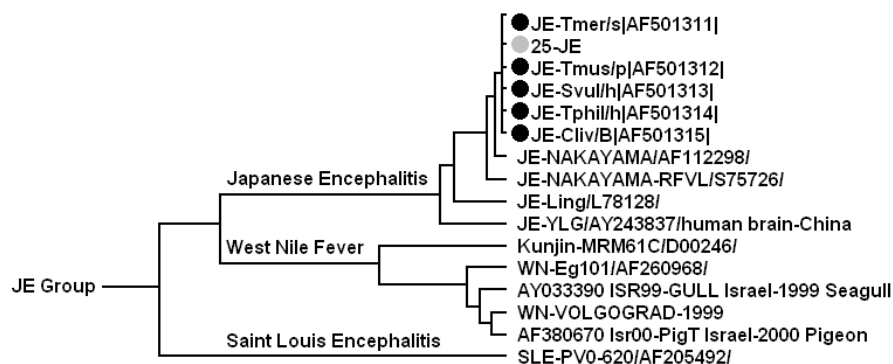 JE-Tmer/s|AF501311|
25-JE
JE-Tmus/p|AF501312|
JE-Svul/h|AF501313|
JE-Tphil/h|AF501314|
JE-Cliv/B|AF501315|
JE-NAKAYAMA/AF112298/
Japanese Encephalitis
JE-NAKAYAMA-RFVL/S75726/
JE-Ling/L78128/
JE-YLG/AY243837/human brain-China
West Nile Fever
Kunjin-MRM61C/D00246/
WN-Eg101/AF260968/
JE Group
AY033390 ISR99-GULL Israel-1999 Seagull
WN-VOLGOGRAD-1999
AF380670 Isr00-PigT Israel-2000 Pigeon
Saint Louis Encephalitis
SLE-PV0-620/AF205492/